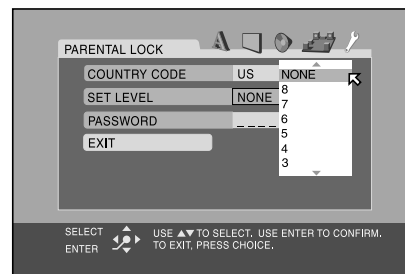 PARENTAL LOCK
COUNTRY CODE US NONE
8
SET LEVEL NONE 7
PASSWORD _ _ _ _ 6
5
EXIT 4
3
SELECT USE ▲▼ TO SELECT. USE ENTER TO CONFIRM.
ENTER TO EXIT, PRESS CHOICE.